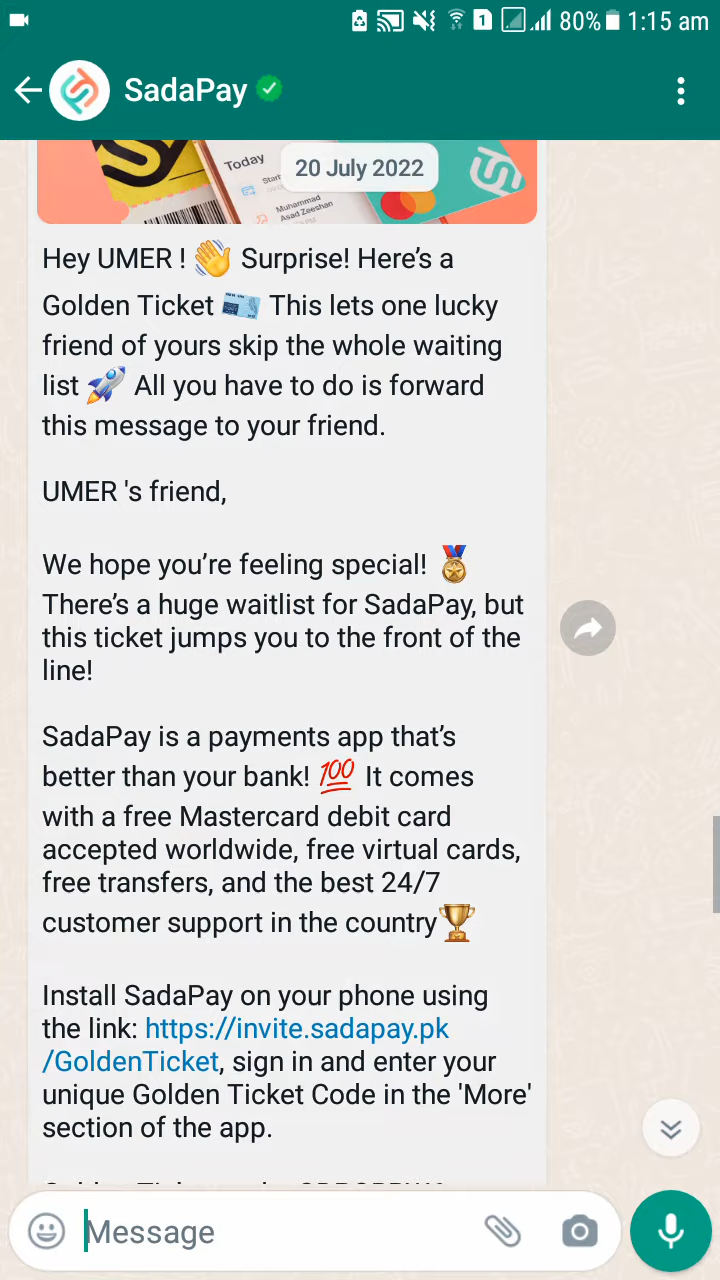 80% 1:15 am
SadaPay
Today
20 July 2022
Muhammad
Asad Zeeshan
Hey UMER ! 👋 Surprise! Here’s a
Golden Ticket 🎫 This lets one lucky
friend of yours skip the whole waiting
list 🚀 All you have to do is forward
this message to your friend.
UMER 's friend,
We hope you’re feeling special! 🏅
There’s a huge waitlist for SadaPay, but
this ticket jumps you to the front of the
line!
SadaPay is a payments app that’s
better than your bank! 💯 It comes
with a free Mastercard debit card
accepted worldwide, free virtual cards,
free transfers, and the best 24/7
customer support in the country🏆
Install SadaPay on your phone using
the link: https://invite.sadapay.pk
/GoldenTicket, sign in and enter your
unique Golden Ticket Code in the 'More'
section of the app.
Message